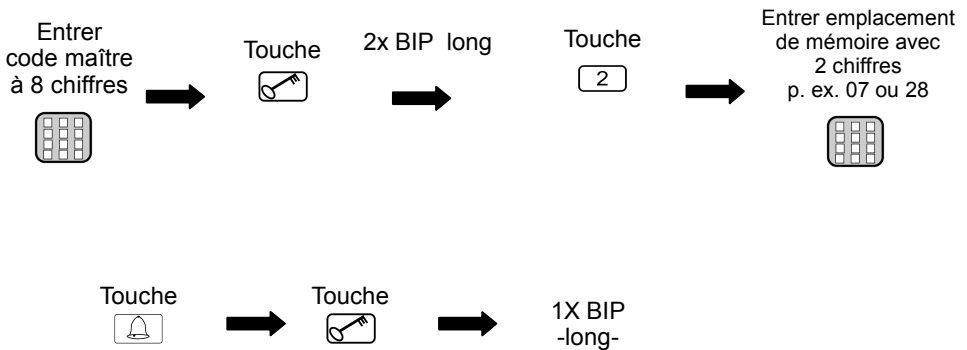 Entrer
code maître
à 8 chiffres
Touche
2x BIP long
Touche
2
Entrer emplacement
de mémoire avec
2 chiffres
p. ex. 07 ou 28
Touche
Touche
1X BIP
-long-